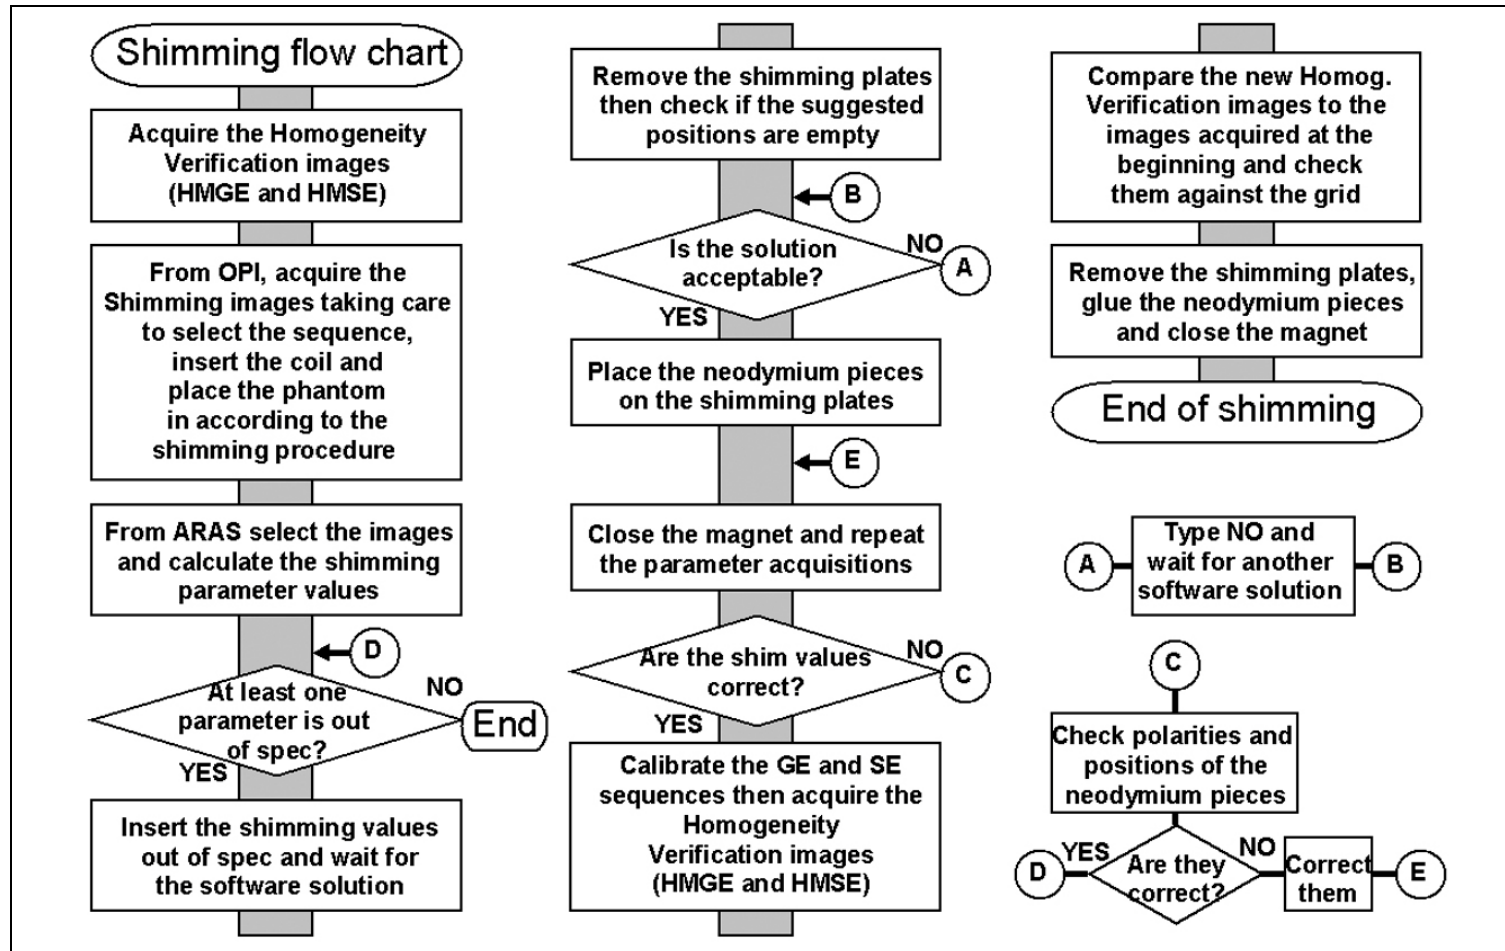 Shimming flow chart
Acquire the Homogeneity
Verification images
(HMGE and HMSE)
From OPI, acquire the
Shimming images taking care
to select the sequence,
insert the coil and
place the phantom
in according to the
shimming procedure
From ARAS select the images
and calculate the shimming
parameter values
D
At least one
parameter is out
of spec?
NO
End
YES
Insert the shimming values
out of spec and wait for
the software solution
Remove the shimming plates
then check if the suggested
positions are empty
B
Is the solution
acceptable?
NO
A
YES
Place the neodymium pieces
on the shimming plates
E
Close the magnet and repeat
the parameter acquisitions
Are the shim values
correct?
NO
C
YES
Calibrate the GE and SE
sequences then acquire the
Homogeneity
Verification images
(HMGE and HMSE)
Compare the new Homog.
Verification images to the
images acquired at the
beginning and check
them against the grid
Remove the shimming plates,
glue the neodymium pieces
and close the magnet
End of shimming
A
Type NO and
wait for another
software solution
B
C
Check polarities and
positions of the
neodymium pieces
D
YES
Are they
correct?
NO
Correct
them
E